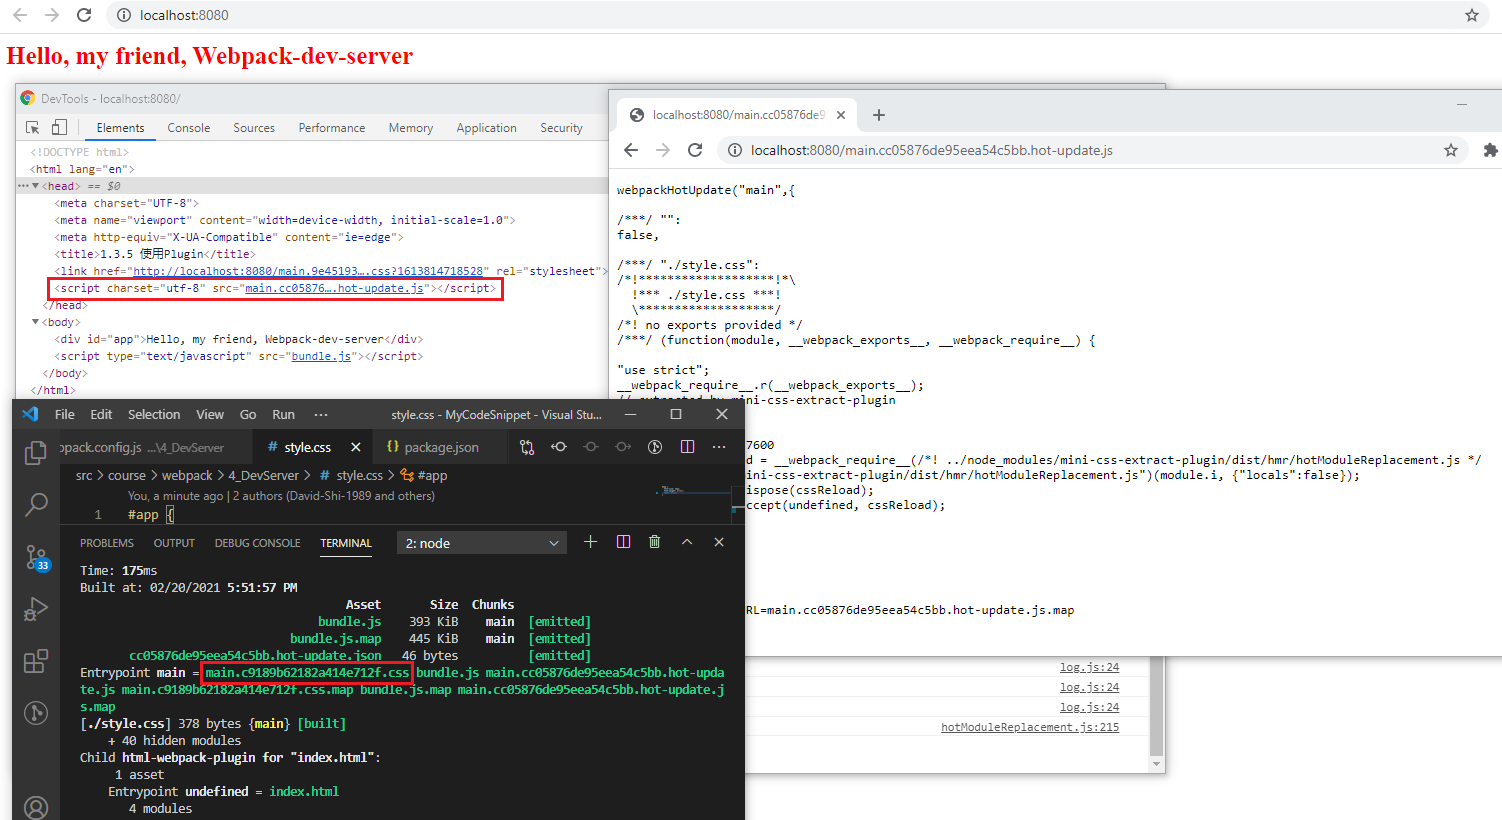 localhost:8080
Hello, my friend, Webpack-dev-server
DevTools - localhost:8080/
Elements Console Sources Performance Memory Application Security
<!DOCTYPE html>
<html lang="en">
<head> == $0
<meta charset="UTF-8">
<meta name="viewport" content="width=device-width, initial-scale=1.0">
<meta http-equiv="X-UA-Compatible" content="ie=edge">
<title>1.3.5 使用Plugin</title>
<link href="http://localhost:8080/main.9e45193….css?1613814718528" rel="stylesheet">
<script charset="utf-8" src="main.cc05876….hot-update.js"></script>
</head>
<body>
<div id="app">Hello, my friend, Webpack-dev-server</div>
<script type="text/javascript" src="bundle.js"></script>
</body>
</html>
localhost:8080/main.cc05876de9
localhost:8080/main.cc05876de95eea54c5bb.hot-update.js
webpackHotUpdate("main",{
/***/ "":
false,
/***/ "./style.css":
/*!*******************!*\
!*** ./style.css ***!
\*******************/
/*! no exports provided */
/***/ (function(module, __webpack_exports__, __webpack_require__) {
"use strict";
__webpack_require__.r(__webpack_exports__);
// extracted by mini-css-extract-plugin
7600
d = __webpack_require__(/*! ../node_modules/mini-css-extract-plugin/dist/hmr/hotModuleReplacement.js */
ini-css-extract-plugin/dist/hmr/hotModuleReplacement.js")(module.i, {"locals":false});
ispose(cssReload);
ccept(undefined, cssReload);
RL=main.cc05876de95eea54c5bb.hot-update.js.map
log.js:24
log.js:24
log.js:24
hotModuleReplacement.js:215
File Edit Selection View Go Run ··· style.css - MyCodeSnippet - Visual Stu...
bpack.config.js ...\4_DevServer # style.css {} package.json
src > course > webpack > 4_DevServer > # style.css > #app
You, a minute ago | 2 authors (David-Shi-1989 and others)
1 #app {
PROBLEMS OUTPUT DEBUG CONSOLE TERMINAL 2: node
33
Time: 175ms
Built at: 02/20/2021 5:51:57 PM
Asset Size Chunks
bundle.js 393 KiB main [emitted]
bundle.js.map 445 KiB main [emitted]
cc05876de95eea54c5bb.hot-update.json 46 bytes [emitted]
Entrypoint main = main.c9189b62182a414e712f.css bundle.js main.cc05876de95eea54c5bb.hot-upda
te.js main.c9189b62182a414e712f.css.map bundle.js.map main.cc05876de95eea54c5bb.hot-update.j
s.map
[./style.css] 378 bytes {main} [built]
+ 40 hidden modules
Child html-webpack-plugin for "index.html":
1 asset
Entrypoint undefined = index.html
4 modules